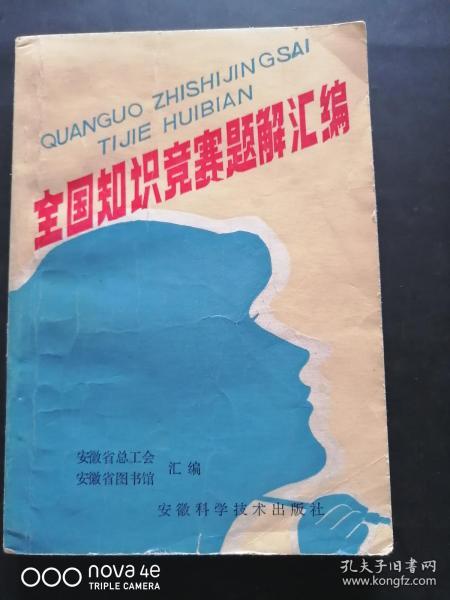 QUANGUO ZHISHIJINGSAI
TIJIE HUIBIAN
全国知识竞赛题解汇编
安徽省总工会
安徽省图书馆
汇编
安徽科学技术出版社
nova 4e
TRIPLE CAMERA
孔夫子旧书网
www.kongfz.com